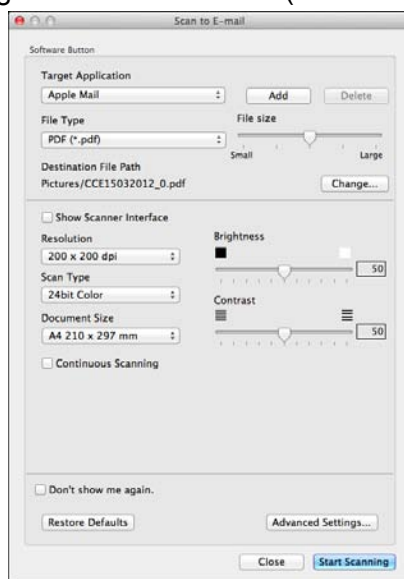 Scan to E-mail
Software Button
Target Application
Apple Mail
Add
Delete
File Type
File size
PDF (*.pdf)
Small
Large
Destination File Path
Pictures/CCE15032012_0.pdf
Change...
Show Scanner Interface
Resolution
Brightness
200 x 200 dpi
50
Scan Type
24bit Color
Contrast
Document Size
50
A4 210 x 297 mm
Continuous Scanning
Don't show me again.
Restore Defaults
Advanced Settings...
Close
Start Scanning